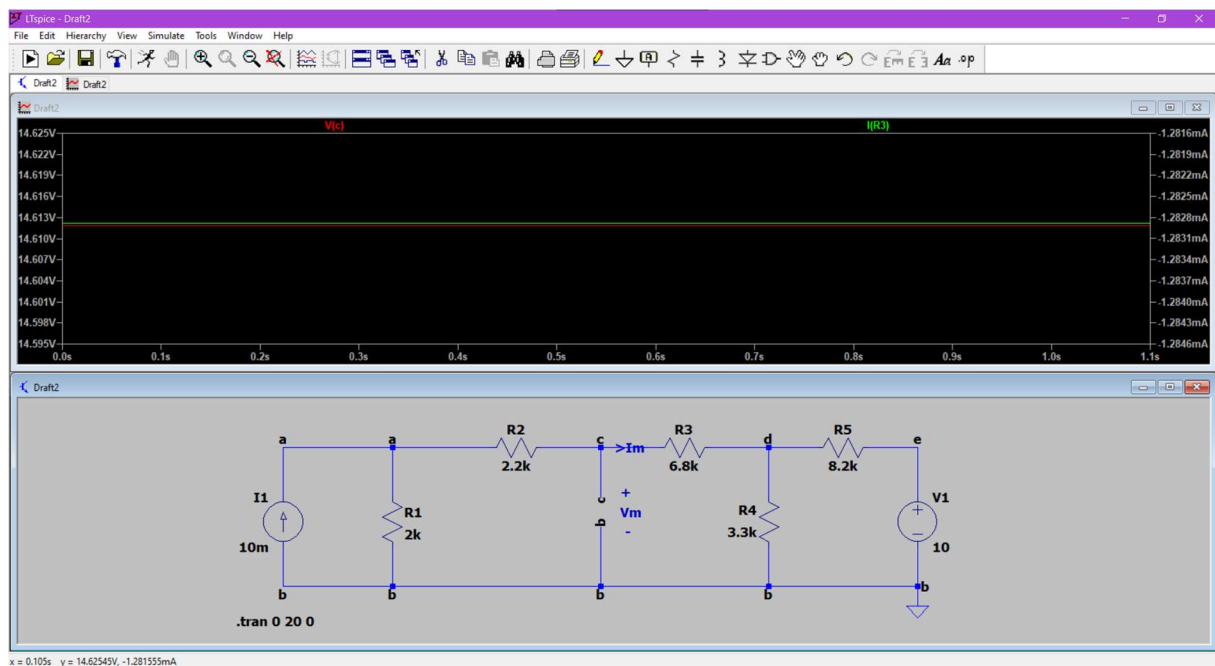 LTspice - Draft2
File Edit Hierarchy View Simulate Tools Window Help
Aa .op
Draft2 Draft2
Draft2
V(c) I(R3)
14.625V -1.2816mA
14.622V -1.2819mA
14.619V -1.2822mA
14.616V -1.2825mA
14.613V -1.2828mA
14.610V -1.2831mA
14.607V -1.2834mA
14.604V -1.2837mA
14.601V -1.2840mA
14.598V -1.2843mA
14.595V -1.2846mA
0.0s 0.1s 0.2s 0.3s 0.4s 0.5s 0.6s 0.7s 0.8s 0.9s 1.0s 1.1s
Draft2
R2 R3 R5
a a c >Im d e
2.2k 6.8k 8.2k
I1 c + V1
R1 Vm R4
2k b - 3.3k
10m 10
b b b b b
.tran 0 20 0
x = 0.105s y = 14.62545V, -1.281555mA